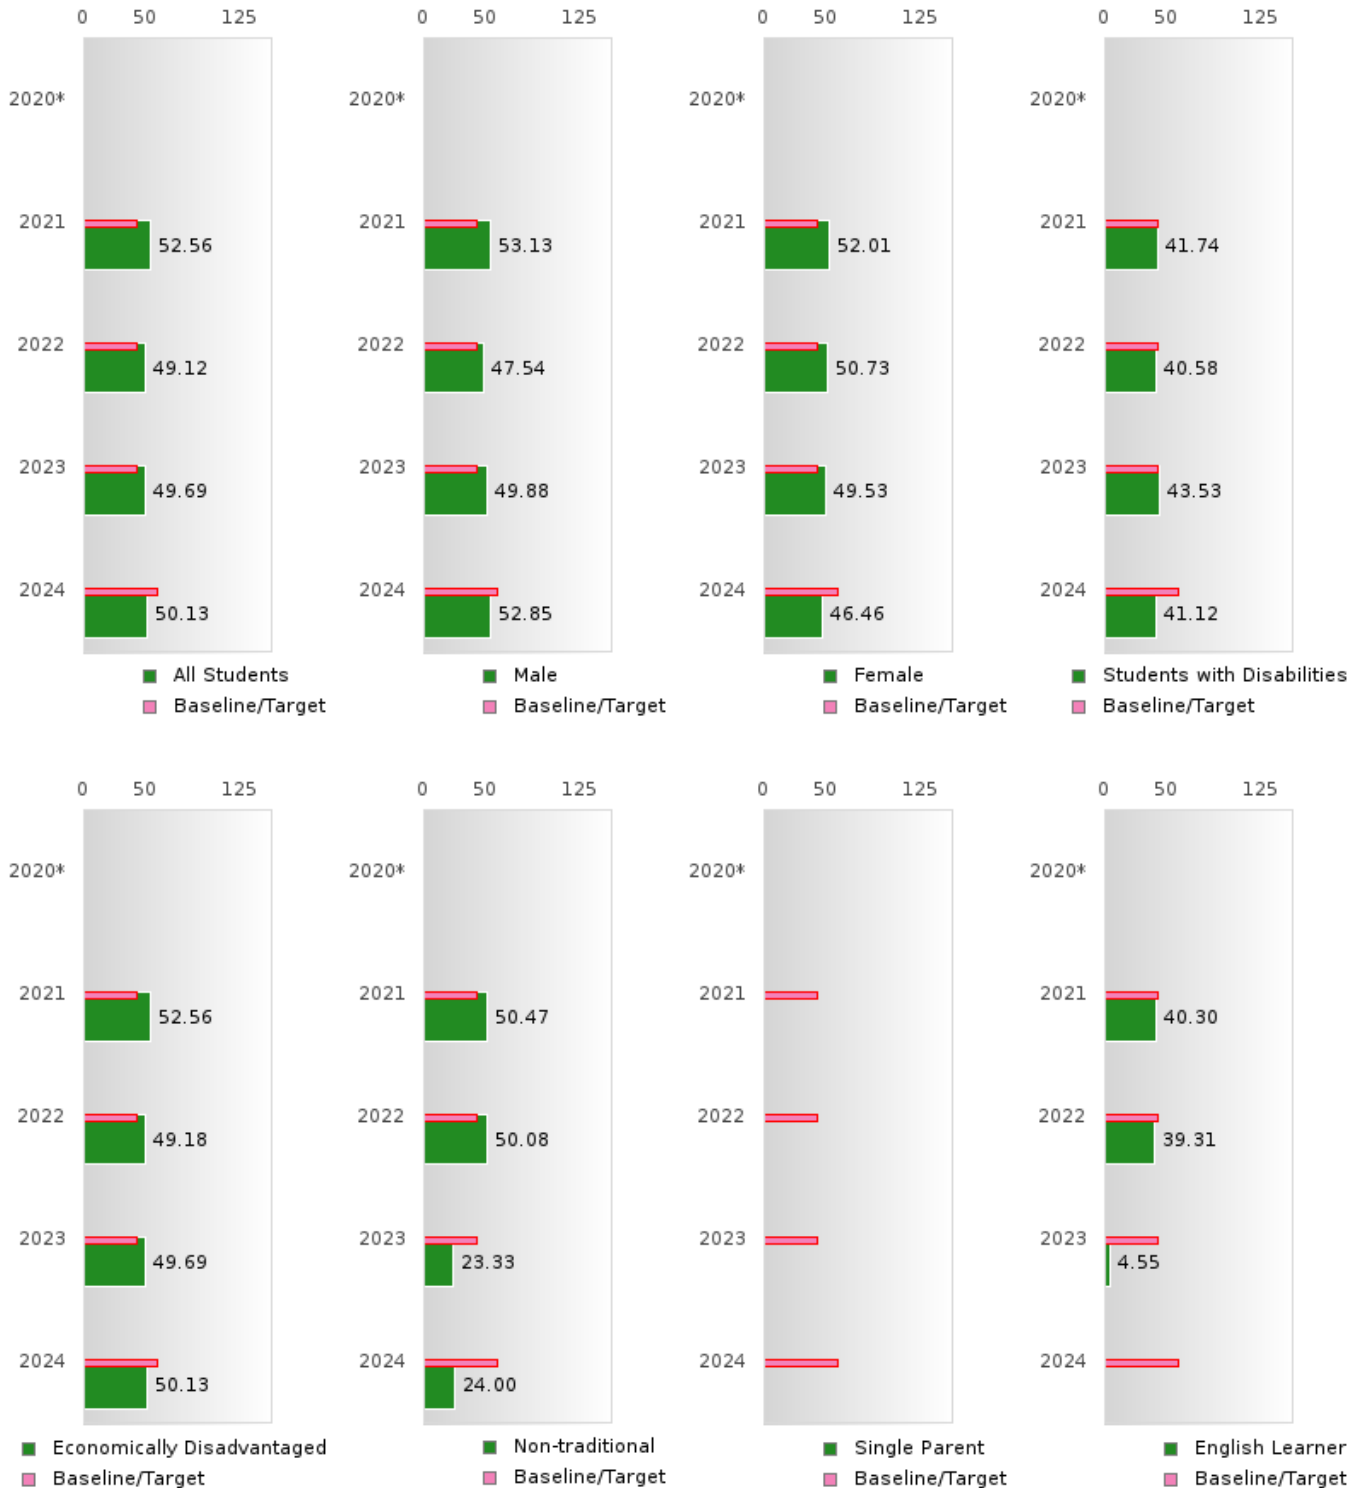 0 50 125 0 50 125 0 50 125 0 50 125
2020* 2020* 2020* 2020*
2021 2021 2021 2021
52.56 53.13 52.01 41.74
2022 2022 2022 2022
49.12 47.54 50.73 40.58
2023 2023 2023 2023
49.69 49.88 49.53 43.53
2024 2024 2024 2024
50.13 52.85 46.46 41.12
All Students Male Female Students with Disabilities
Baseline/Target Baseline/Target Baseline/Target Baseline/Target
0 50 125 0 50 125 0 50 125 0 50 125
2020* 2020* 2020* 2020*
2021 2021 2021 2021
52.56 50.47 40.30
2022 2022 2022 2022
49.18 50.08 39.31
2023 2023 2023 2023
49.69 23.33 4.55
2024 2024 2024 2024
50.13 24.00
Economically Disadvantaged Non-traditional Single Parent English Learner
Baseline/Target Baseline/Target Baseline/Target Baseline/Target